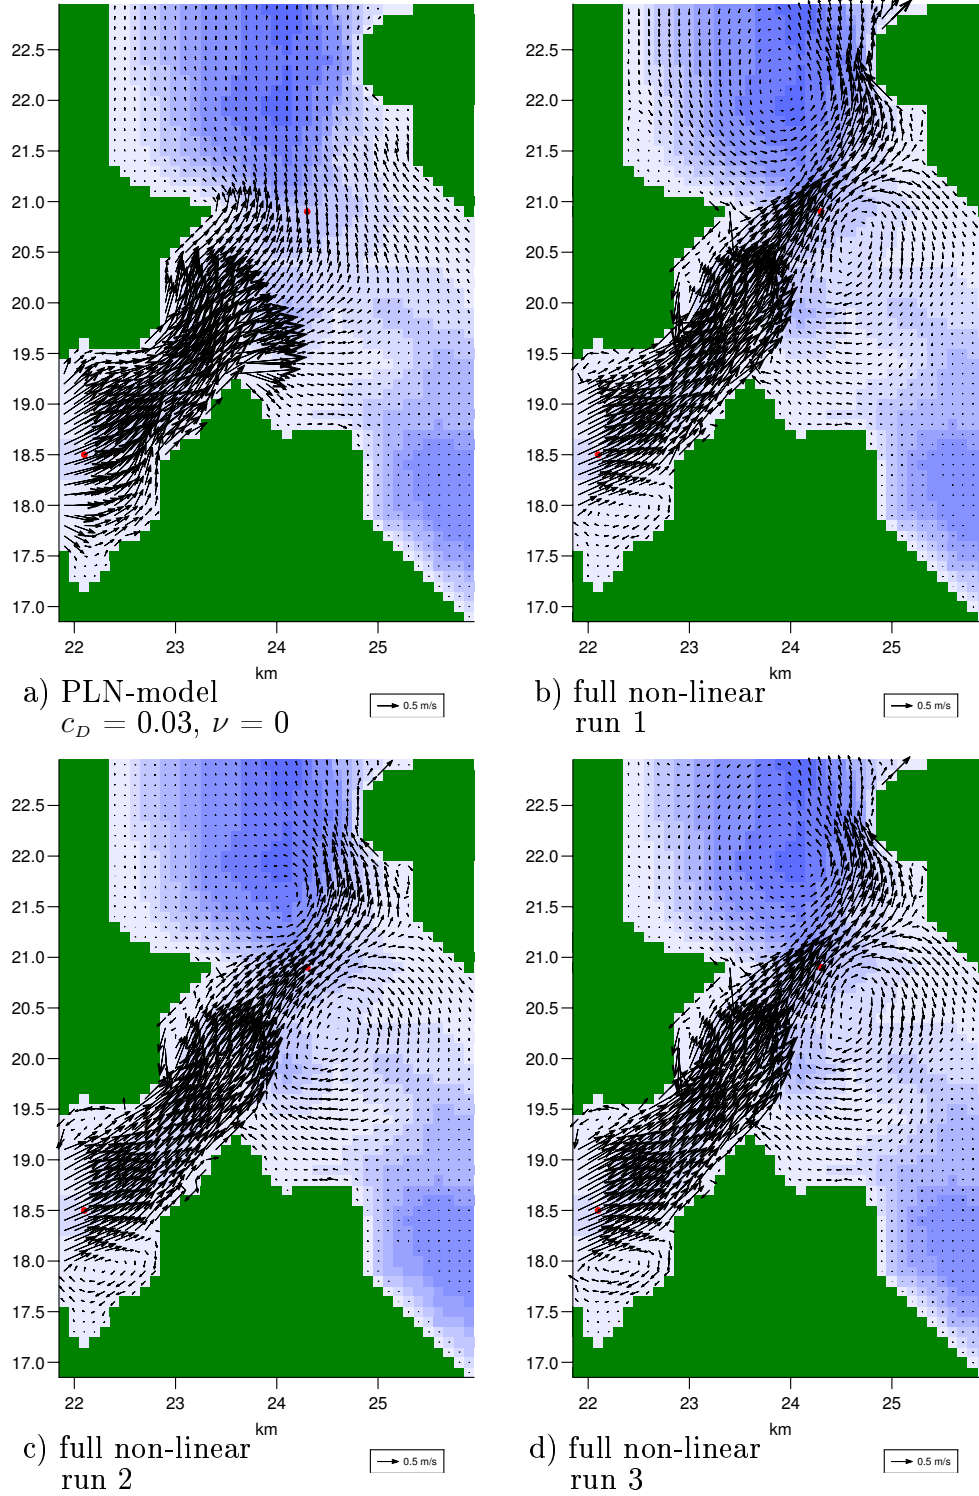 22.5
22.0
21.5
21.0
20.5
20.0
19.5
19.0
18.5
18.0
17.5
17.0
22 23 24 25
km
0.5 m/s
a) PLN-model
c_D = 0.03, ν = 0
22.5
22.0
21.5
21.0
20.5
20.0
19.5
19.0
18.5
18.0
17.5
17.0
22 23 24 25
km
0.5 m/s
b) full non-linear
run 1
22.5
22.0
21.5
21.0
20.5
20.0
19.5
19.0
18.5
18.0
17.5
17.0
22 23 24 25
km
0.5 m/s
c) full non-linear
run 2
22.5
22.0
21.5
21.0
20.5
20.0
19.5
19.0
18.5
18.0
17.5
17.0
22 23 24 25
km
0.5 m/s
d) full non-linear
run 3